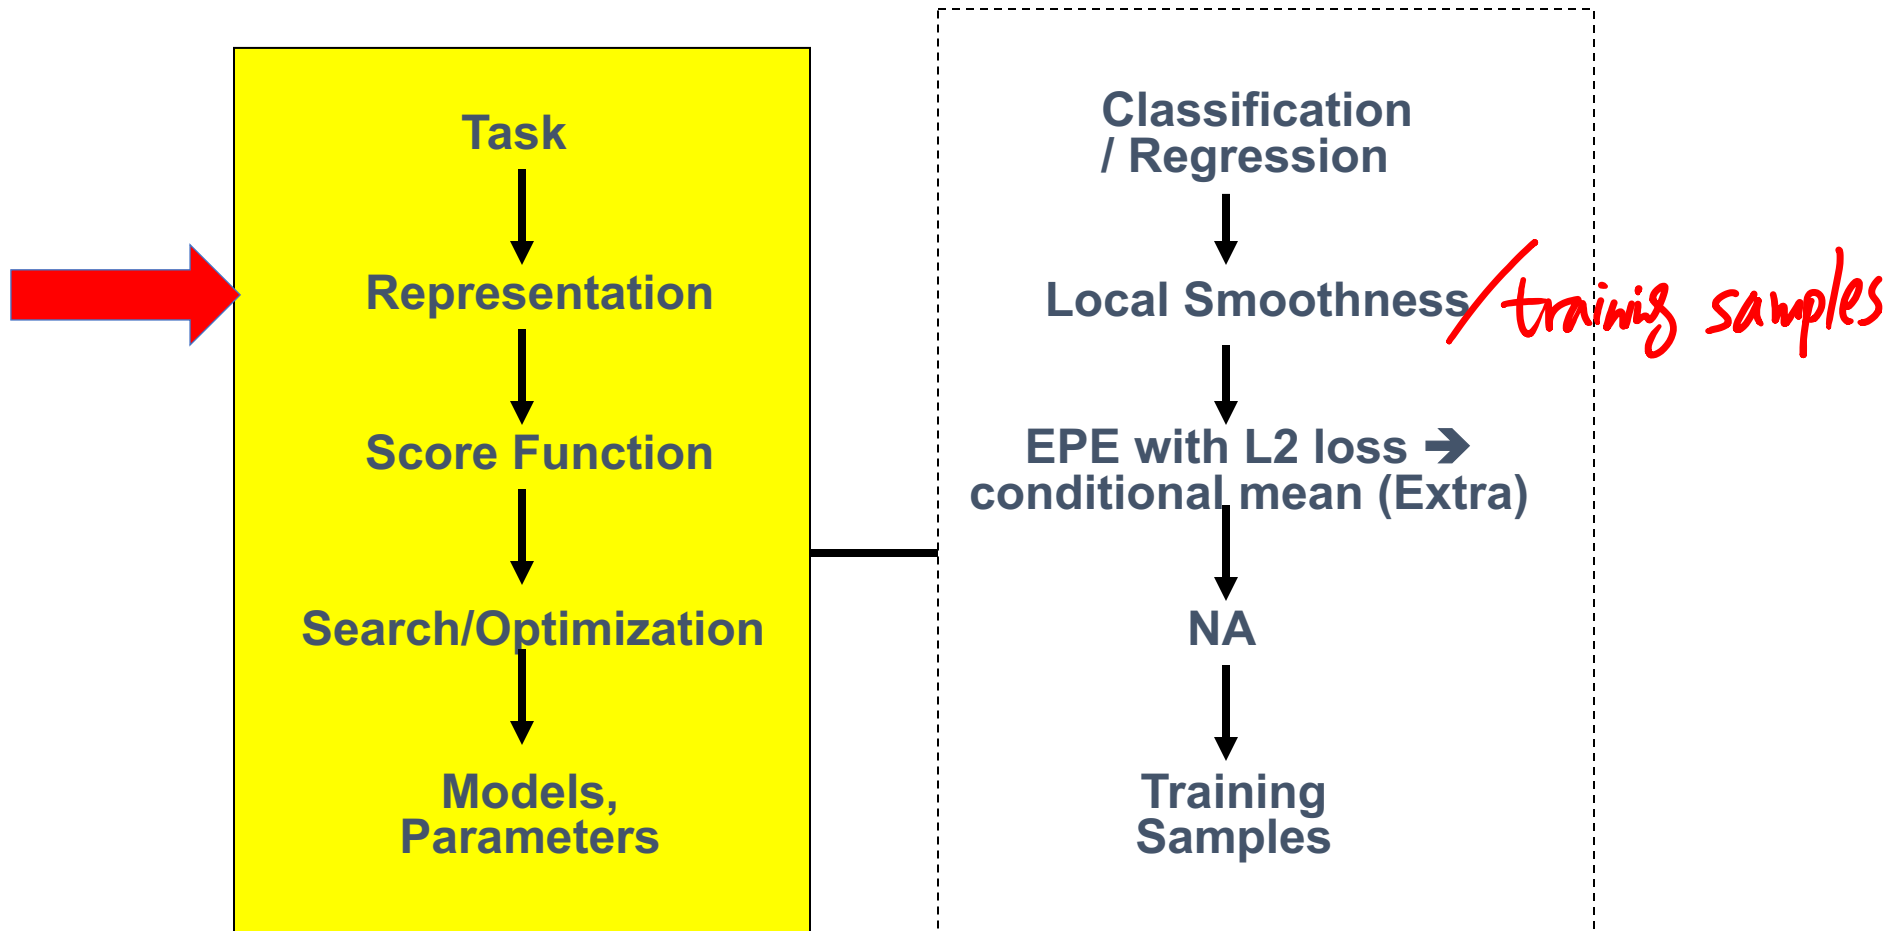 Task
Representation
Score Function
Search/Optimization
Models,
Parameters
Classification
/ Regression
Local Smoothness / training samples
EPE with L2 loss ➔
conditional mean (Extra)
NA
Training
Samples